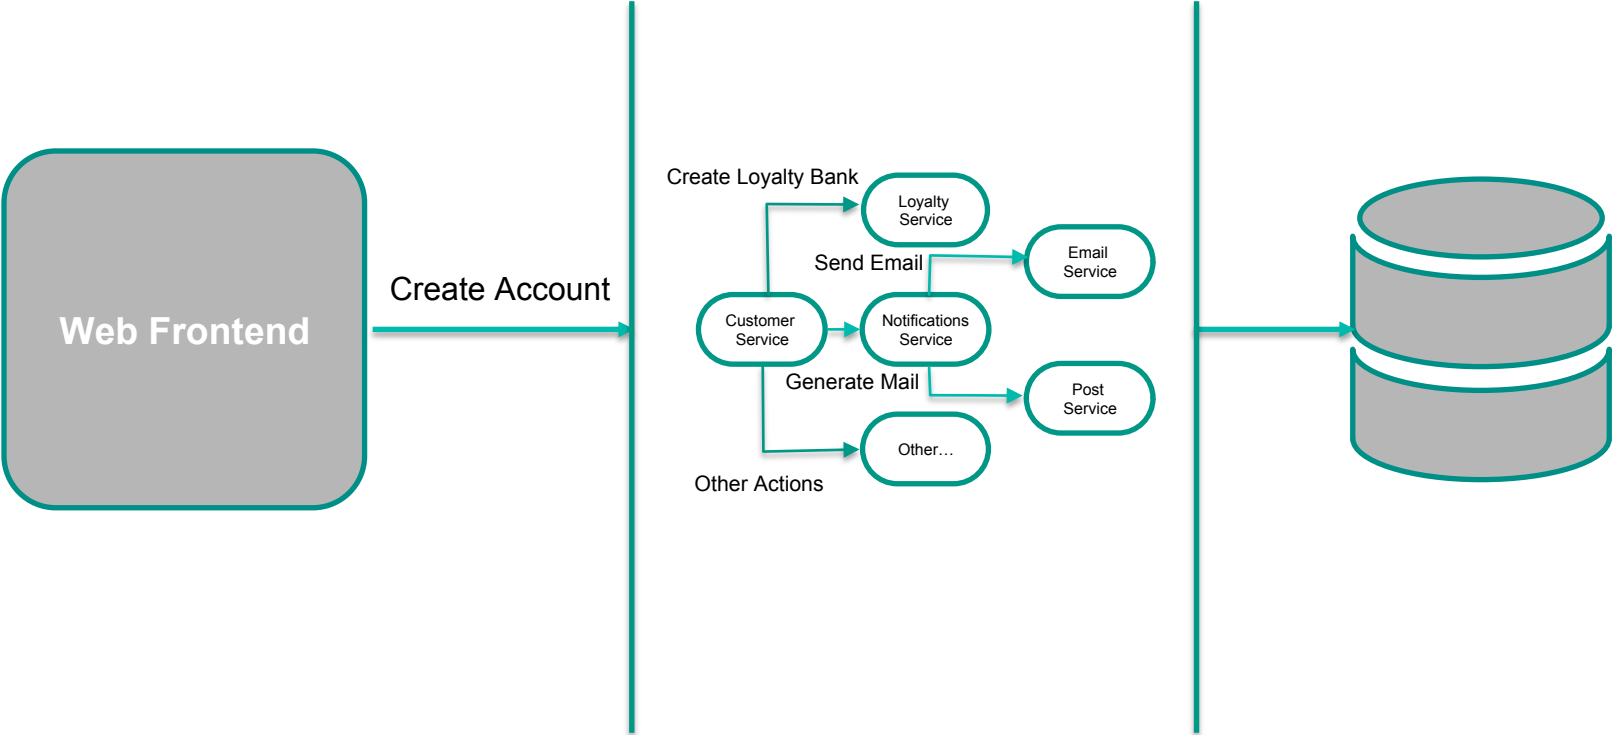 Web Frontend
Create Account
Create Loyalty Bank
Loyalty
Service
Send Email
Email
Service
Customer
Service
Notifications
Service
Generate Mail
Post
Service
Other…
Other Actions